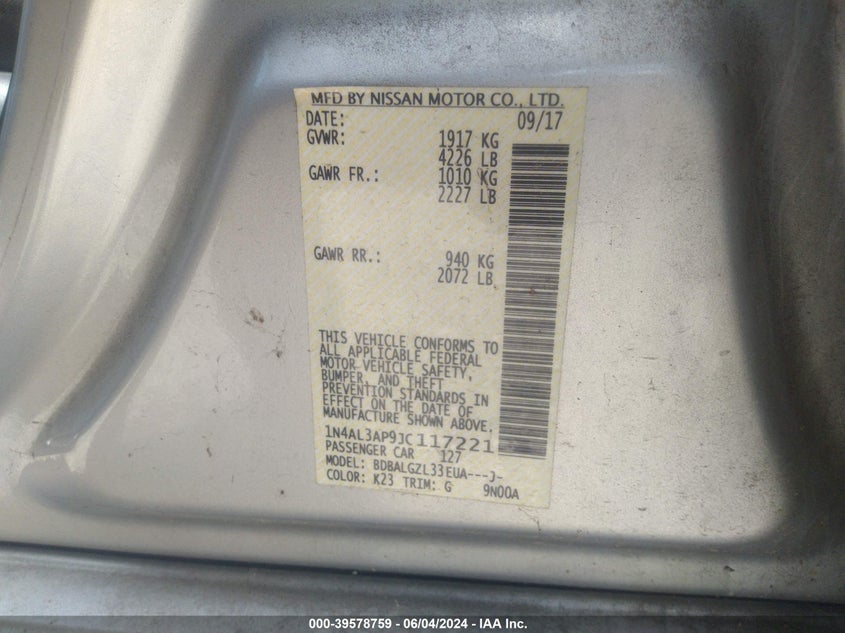 MFD BY NISSAN MOTOR CO., LTD.
DATE: 09/17
GVWR: 1917 KG
4226 LB
GAWR FR.: 1010 KG
2227 LB
GAWR RR.: 940 KG
2072 LB
THIS VEHICLE CONFORMS TO
ALL APPLICABLE FEDERAL
MOTOR VEHICLE SAFETY,
BUMPER, AND THEFT
PREVENTION STANDARDS IN
EFFECT ON THE DATE OF
MANUFACTURE SHOWN ABOVE.
1N4AL3AP9JC117221
PASSENGER CAR 127
MODEL: BDBALGZL33EUA---J-
COLOR: K23 TRIM: G 9N00A
000-39578759 - 06/04/2024 - IAA Inc.